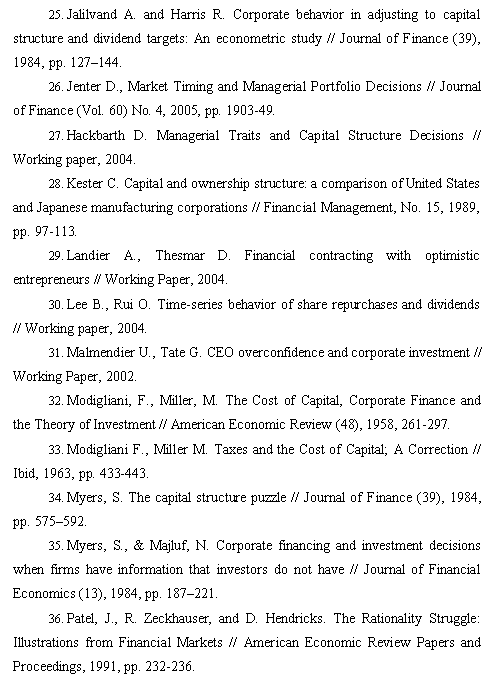 25. Jalilvand A. and Harris R. Corporate behavior in adjusting to capital
structure and dividend targets: An econometric study // Journal of Finance (39),
1984, pp. 127–144.
26. Jenter D., Market Timing and Managerial Portfolio Decisions // Journal
of Finance (Vol. 60) No. 4, 2005, pp. 1903-49.
27. Hackbarth D. Managerial Traits and Capital Structure Decisions //
Working paper, 2004.
28. Kester C. Capital and ownership structure: a comparison of United States
and Japanese manufacturing corporations // Financial Management, No. 15, 1989,
pp. 97-113.
29. Landier A., Thesmar D. Financial contracting with optimistic
entrepreneurs // Working Paper, 2004.
30. Lee B., Rui O. Time-series behavior of share repurchases and dividends
// Working paper, 2004.
31. Malmendier U., Tate G. CEO overconfidence and corporate investment //
Working Paper, 2002.
32. Modigliani, F., Miller, M. The Cost of Capital, Corporate Finance and
the Theory of Investment // American Economic Review (48), 1958, 261-297.
33. Modigliani F., Miller M. Taxes and the Cost of Capital; A Correction //
Ibid, 1963, pp. 433-443.
34. Myers, S. The capital structure puzzle // Journal of Finance (39), 1984,
pp. 575–592.
35. Myers, S., & Majluf, N. Corporate financing and investment decisions
when firms have information that investors do not have // Journal of Financial
Economics (13), 1984, pp. 187–221.
36. Patel, J., R. Zeckhauser, and D. Hendricks. The Rationality Struggle:
Illustrations from Financial Markets // American Economic Review Papers and
Proceedings, 1991, pp. 232-236.